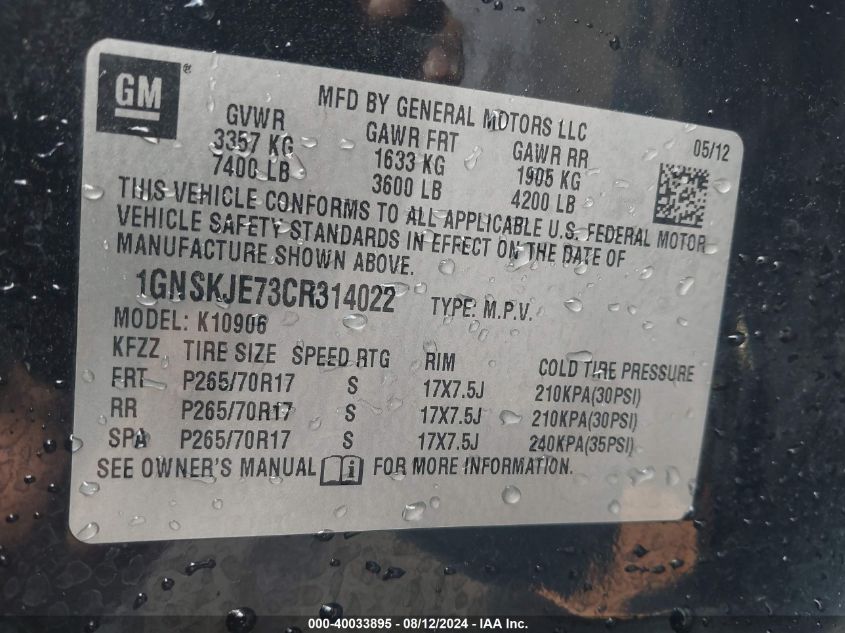 GM®
MFD BY GENERAL MOTORS LLC
05/12
GVWR GAWR FRT GAWR RR
3357 KG 1633 KG 1905 KG
7400 LB 3600 LB 4200 LB
THIS VEHICLE CONFORMS TO ALL APPLICABLE U.S. FEDERAL MOTOR
VEHICLE SAFETY STANDARDS IN EFFECT ON THE DATE OF
MANUFACTURE SHOWN ABOVE.
1GNSKJE73CR314022 TYPE: M.P.V.
MODEL: K10906
KFZZ TIRE SIZE SPEED RTG RIM COLD TIRE PRESSURE
FRT P265/70R17 S 17X7.5J 210KPA(30PSI)
RR P265/70R17 S 17X7.5J 210KPA(30PSI)
SPA P265/70R17 S 17X7.5J 240KPA(35PSI)
SEE OWNER'S MANUAL i FOR MORE INFORMATION.
000-40033895 - 08/12/2024 - IAA Inc.